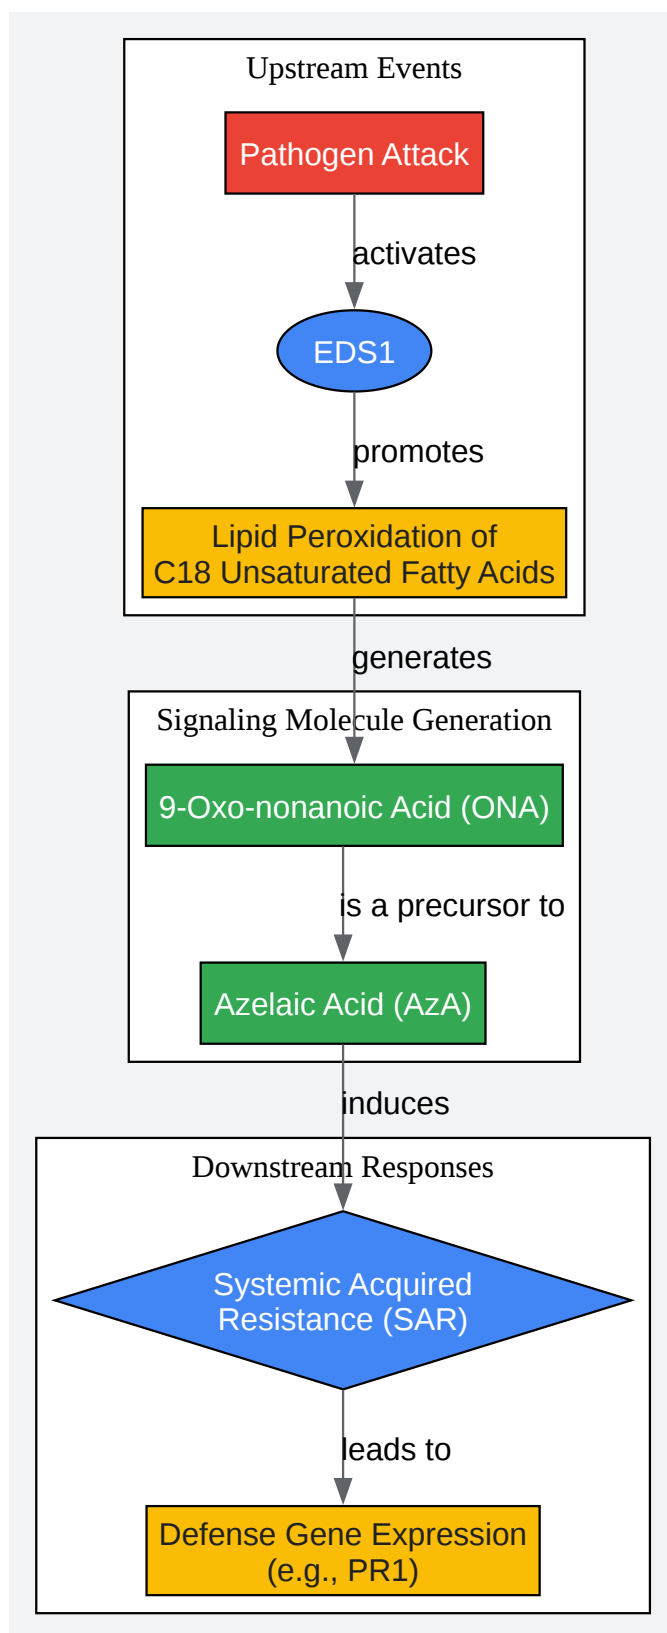 Upstream Events
Pathogen Attack
activates
EDS1
promotes
Lipid Peroxidation of
C18 Unsaturated Fatty Acids
generates
Signaling Molecule Generation
9-Oxo-nonanoic Acid (ONA)
is a precursor to
Azelaic Acid (AzA)
induces
Downstream Responses
Systemic Acquired
Resistance (SAR)
leads to
Defense Gene Expression
(e.g., PR1)